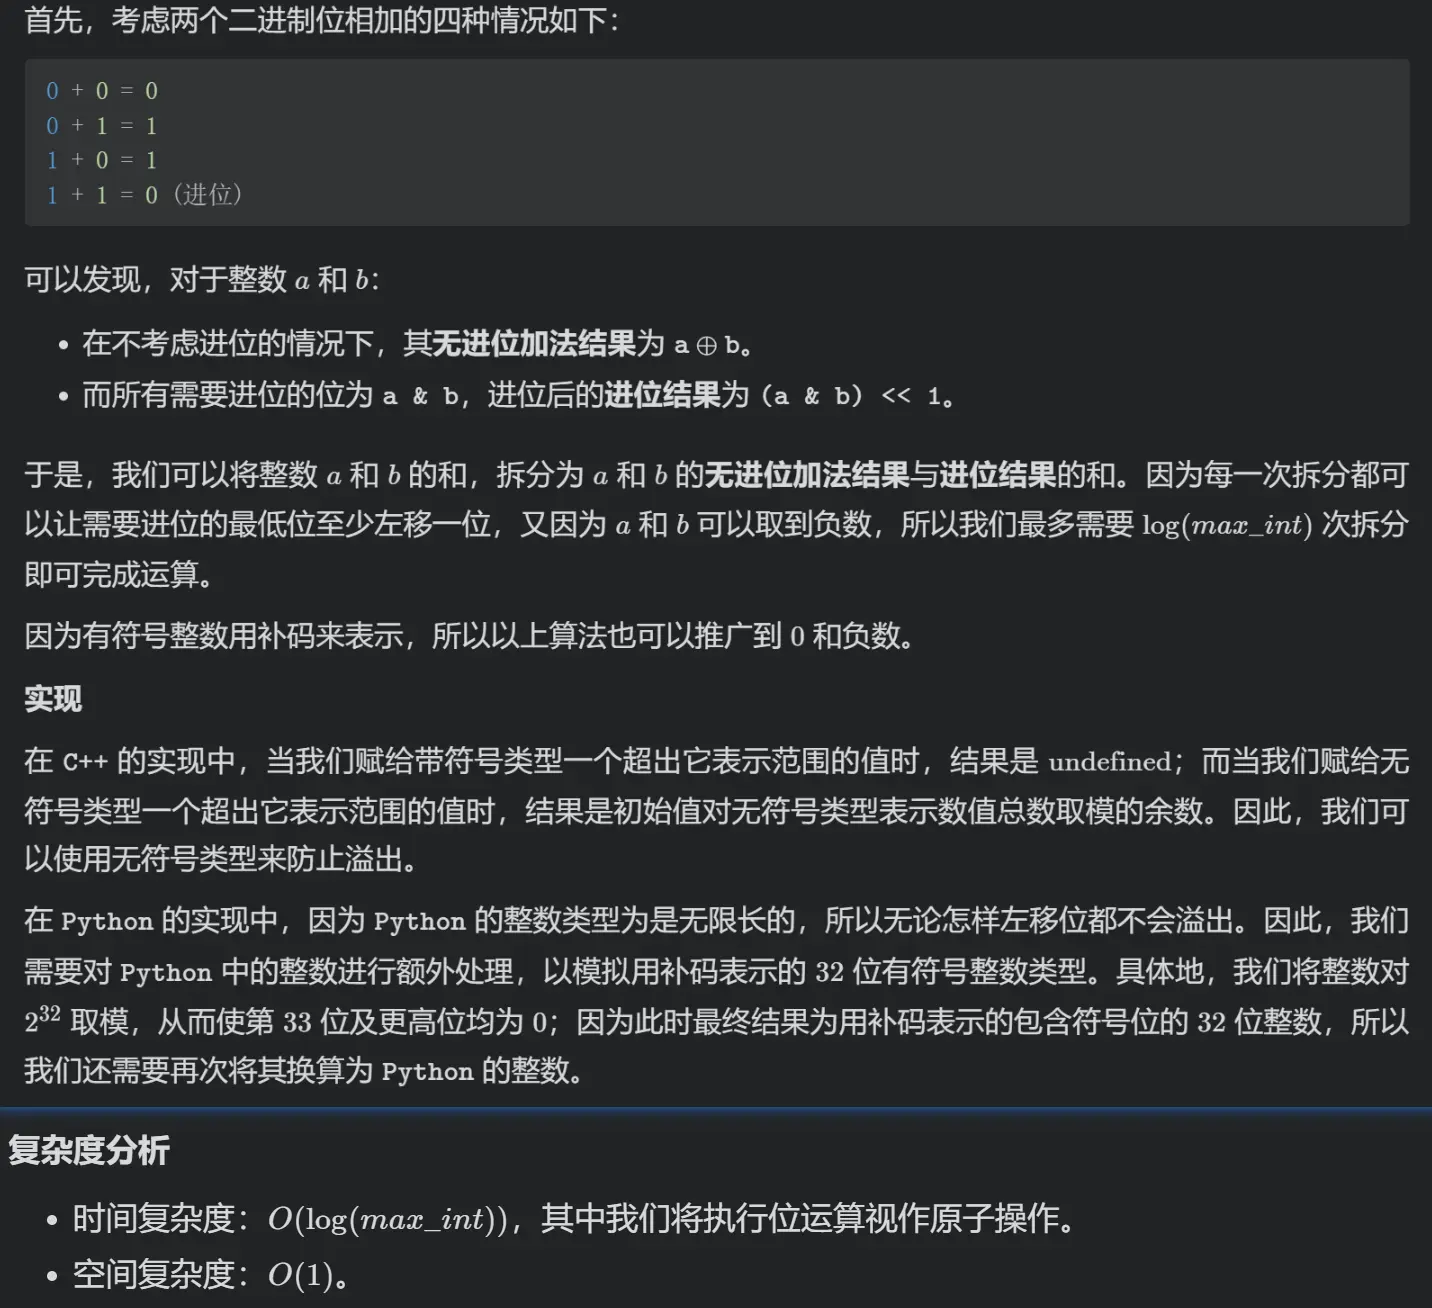 首先，考虑两个二进制位相加的四种情况如下：
0 + 0 = 0
0 + 1 = 1
1 + 0 = 1
1 + 1 = 0 (进位)
可以发现，对于整数 a 和 b：
• 在不考虑进位的情况下，其无进位加法结果为 a⊕b。
• 而所有需要进位的位为 a & b，进位后的进位结果为 (a & b) << 1。
于是，我们可以将整数 a 和 b 的和，拆分为 a 和 b 的无进位加法结果与进位结果的和。因为每一次拆分都可
以让需要进位的最低位至少左移一位，又因为 a 和 b 可以取到负数，所以我们最多需要 log(max_int) 次拆分
即可完成运算。
因为有符号整数用补码来表示，所以以上算法也可以推广到 0 和负数。
实现
在 C++ 的实现中，当我们赋给带符号类型一个超出它表示范围的值时，结果是 undefined；而当我们赋给无
符号类型一个超出它表示范围的值时，结果是初始值对无符号类型表示数值总数取模的余数。因此，我们可
以使用无符号类型来防止溢出。
在 Python 的实现中，因为 Python 的整数类型为是无限长的，所以无论怎样左移位都不会溢出。因此，我们
需要对 Python 中的整数进行额外处理，以模拟用补码表示的 32 位有符号整数类型。具体地，我们将整数对
2³² 取模，从而使第 33 位及更高位均为 0；因为此时最终结果为用补码表示的包含符号位的 32 位整数，所以
我们还需要再次将其换算为 Python 的整数。
复杂度分析
• 时间复杂度：O(log(max_int))，其中我们将执行位运算视作原子操作。
• 空间复杂度：O(1)。